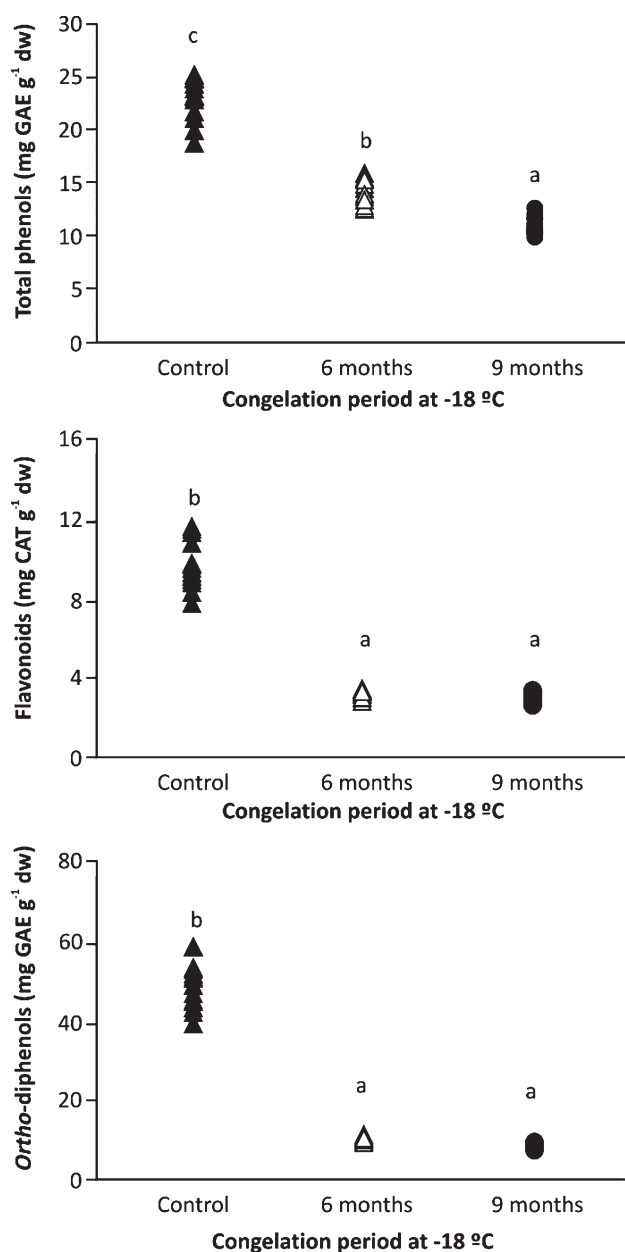 Total phenols (mg GAE g⁻¹ dw)
30
25
20
15
10
5
0
c
b
a
Control 6 months 9 months
Congelation period at -18 ºC
Flavonoids (mg CAT g⁻¹ dw)
16
12
8
4
0
b
a
a
Control 6 months 9 months
Congelation period at -18 ºC
Ortho-diphenols (mg GAE g⁻¹ dw)
80
60
40
20
0
b
a
a
Control 6 months 9 months
Congelation period at -18 ºC